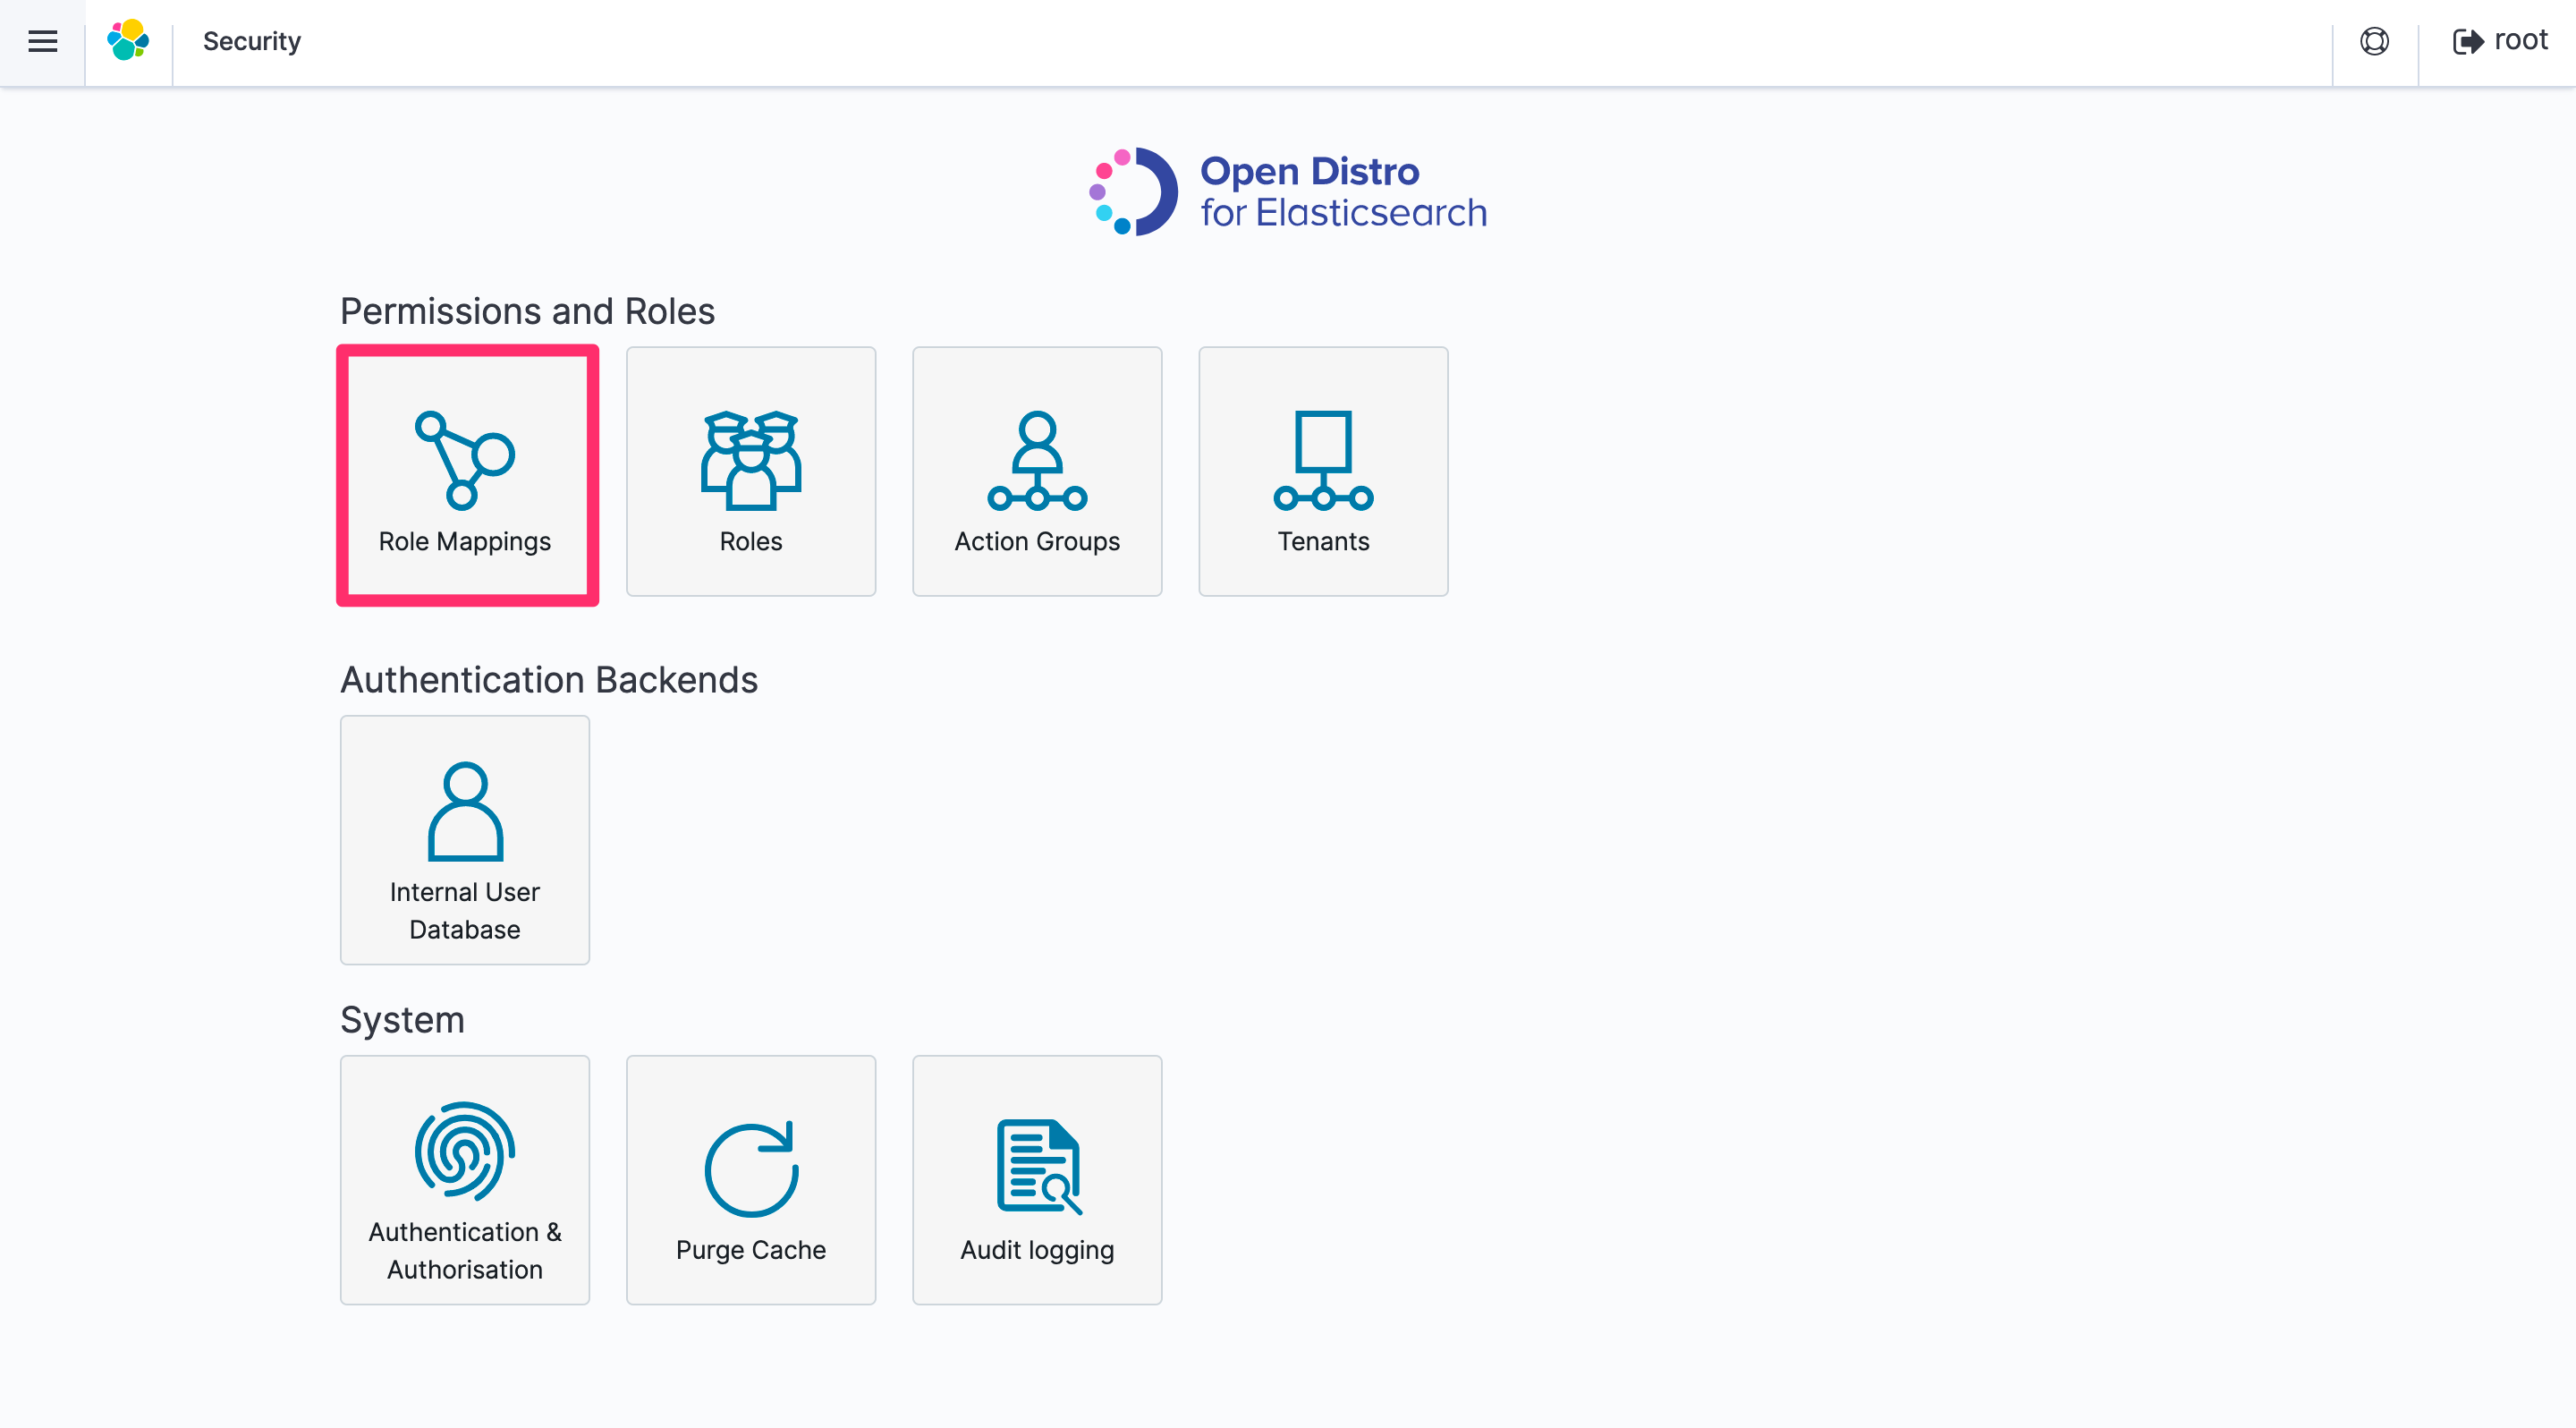 Security
root
Open Distro
for Elasticsearch
Permissions and Roles
Role Mappings
Roles
Action Groups
Tenants
Authentication Backends
Internal User
Database
System
Authentication &
Authorisation
Purge Cache
Audit logging